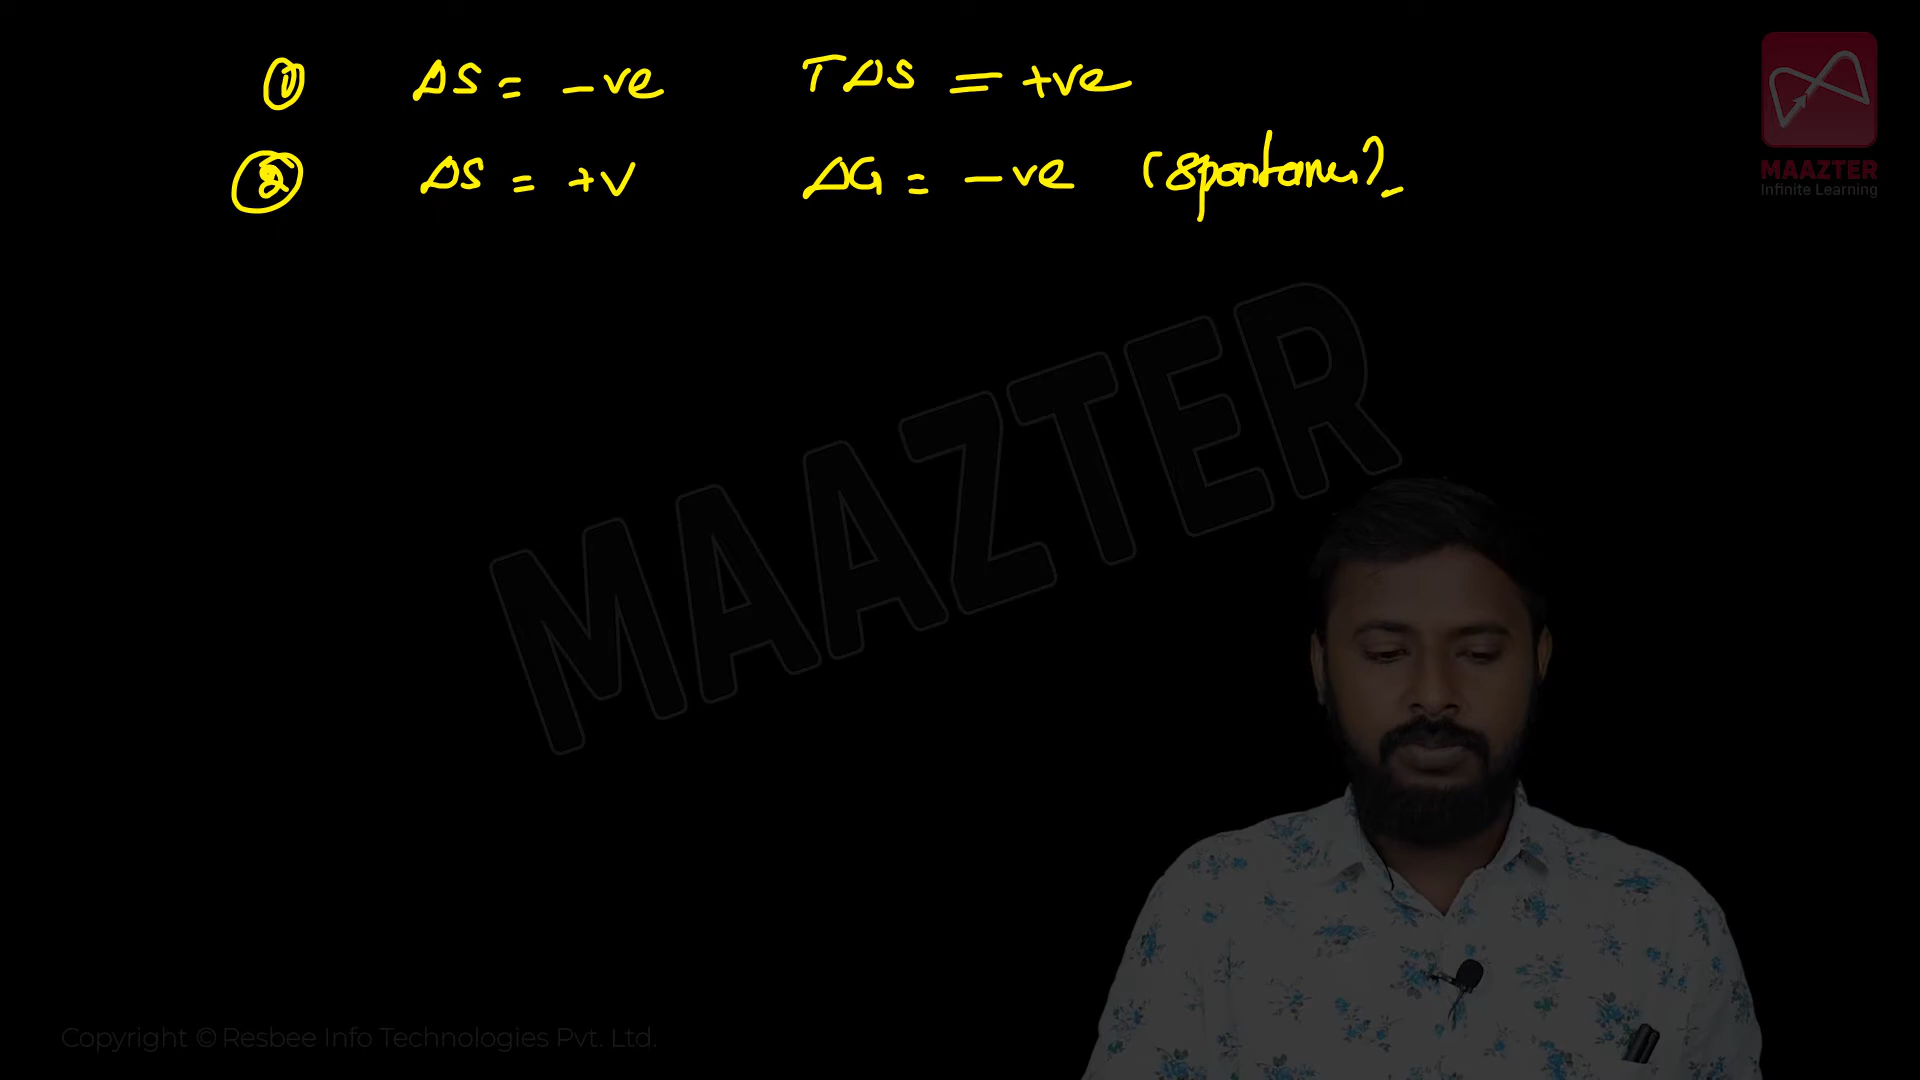 ① ΔS = -ve TΔS = +ve
② ΔS = +v ΔG = -ve
MAAZTER
Infinite Learning
MAAZTER
Copyright © Resbee Info Technologies Pvt. Ltd.